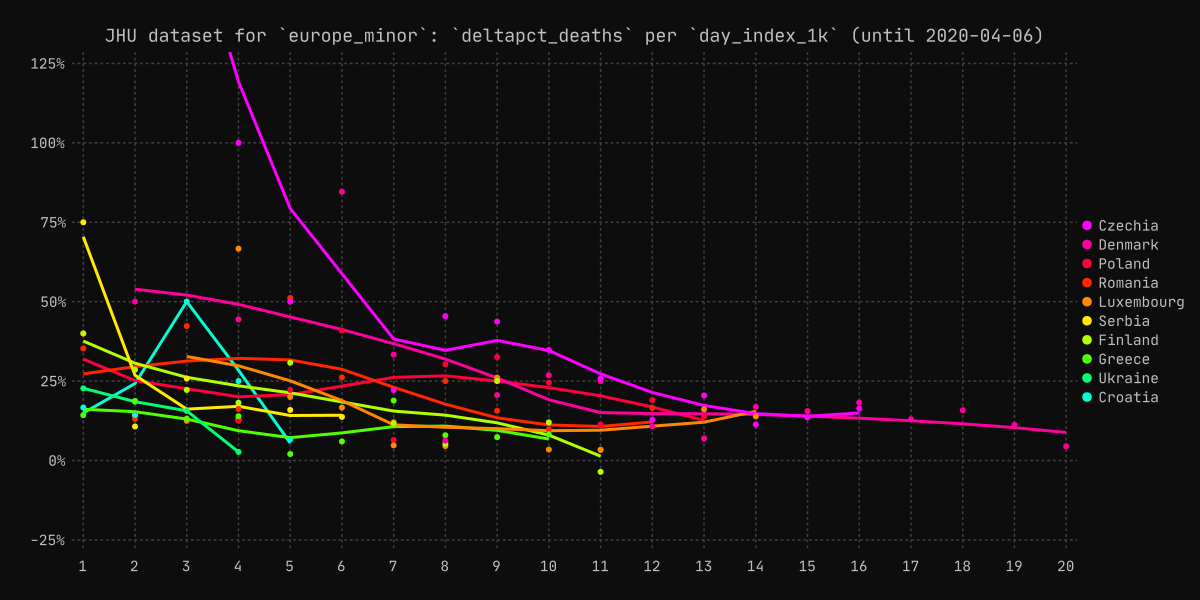 JHU dataset for `europe_minor`: `deltapct_deaths` per `day_index_1k` (until 2020-04-06)
125%
100%
75%
50%
25%
0%
-25%
1 2 3 4 5 6 7 8 9 10 11 12 13 14 15 16 17 18 19 20
Czechia
Denmark
Poland
Romania
Luxembourg
Serbia
Finland
Greece
Ukraine
Croatia